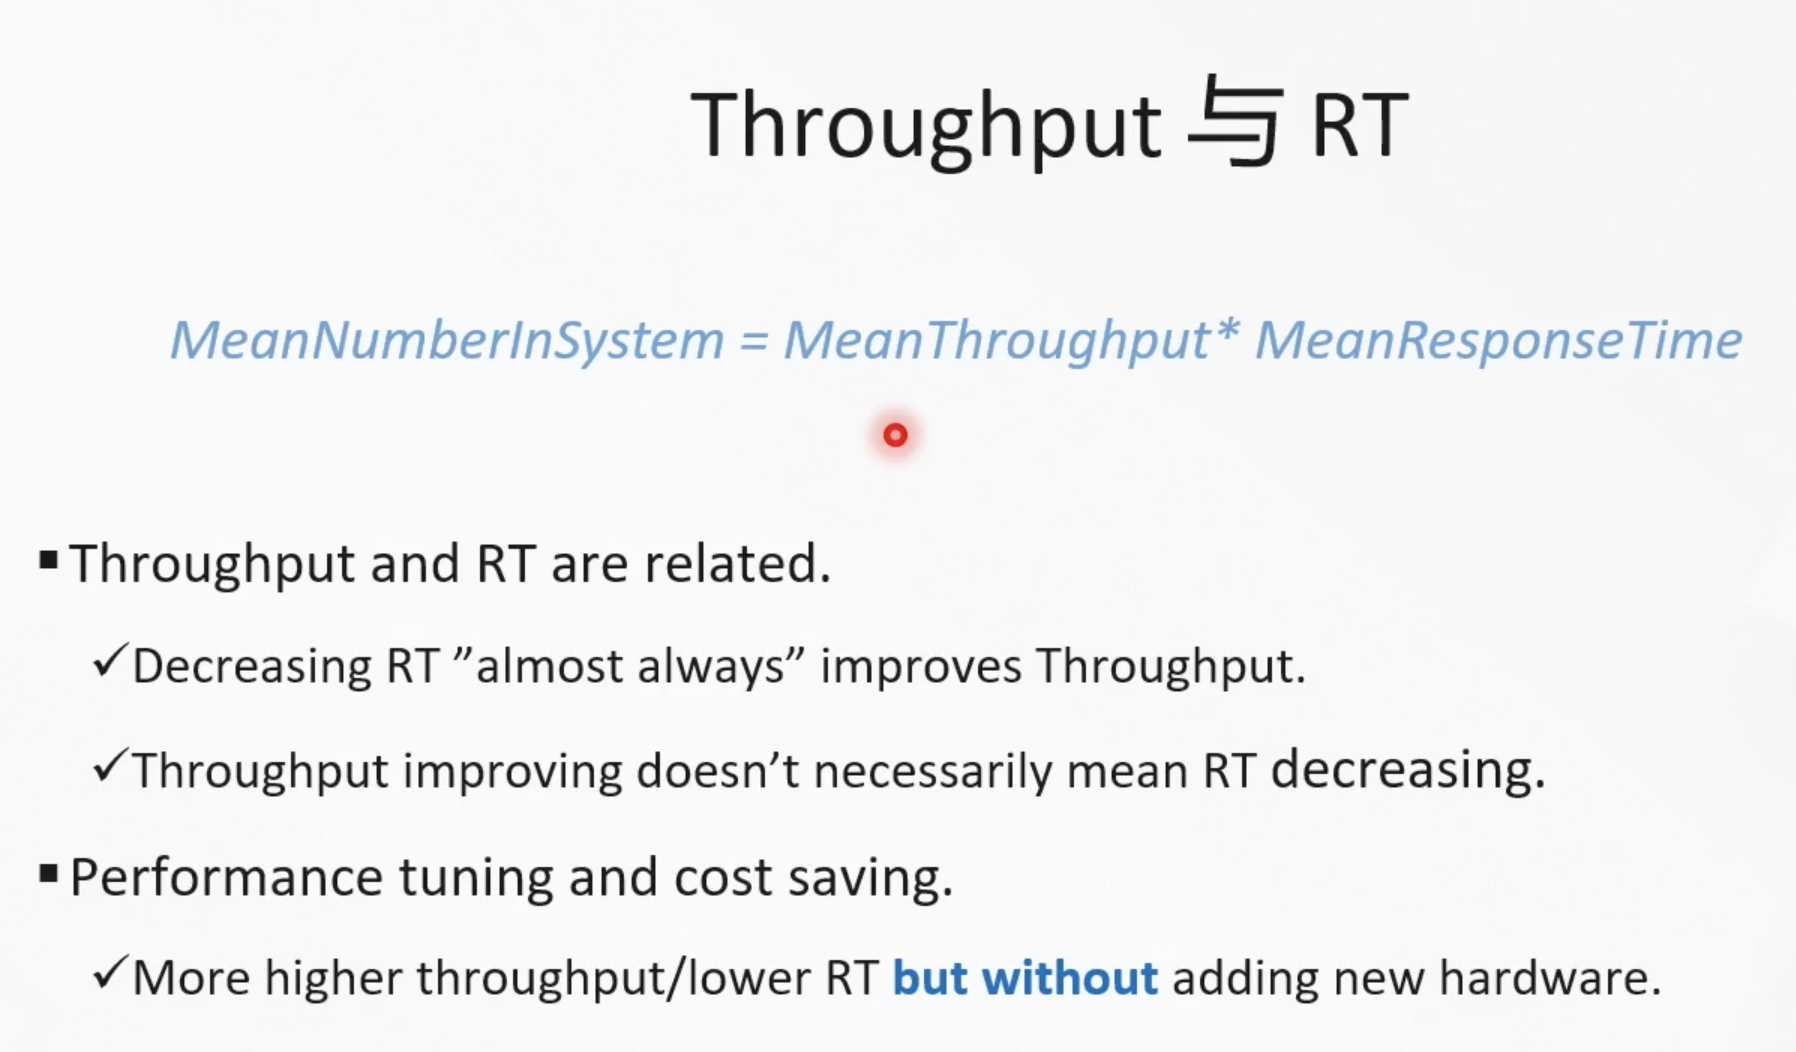 Throughput 与 RT
MeanNumberInSystem = MeanThroughput* MeanResponseTime
▪ Throughput and RT are related.
✓Decreasing RT ”almost always” improves Throughput.
✓Throughput improving doesn’t necessarily mean RT decreasing.
▪ Performance tuning and cost saving.
✓More higher throughput/lower RT but without adding new hardware.